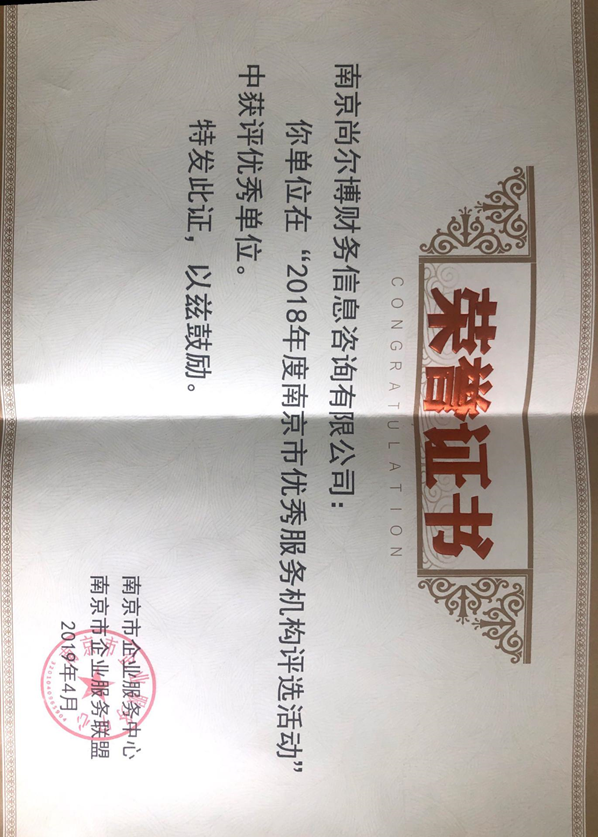 荣誉证书
CONGRATULATION
南京尚尔博财务信息咨询有限公司：
你单位在“2018年度南京市优秀服务机构评选活动”
中获评优秀单位。
特发此证，以兹鼓励。
南京市企业服务中心
南京市企业服务联盟
2019年4月